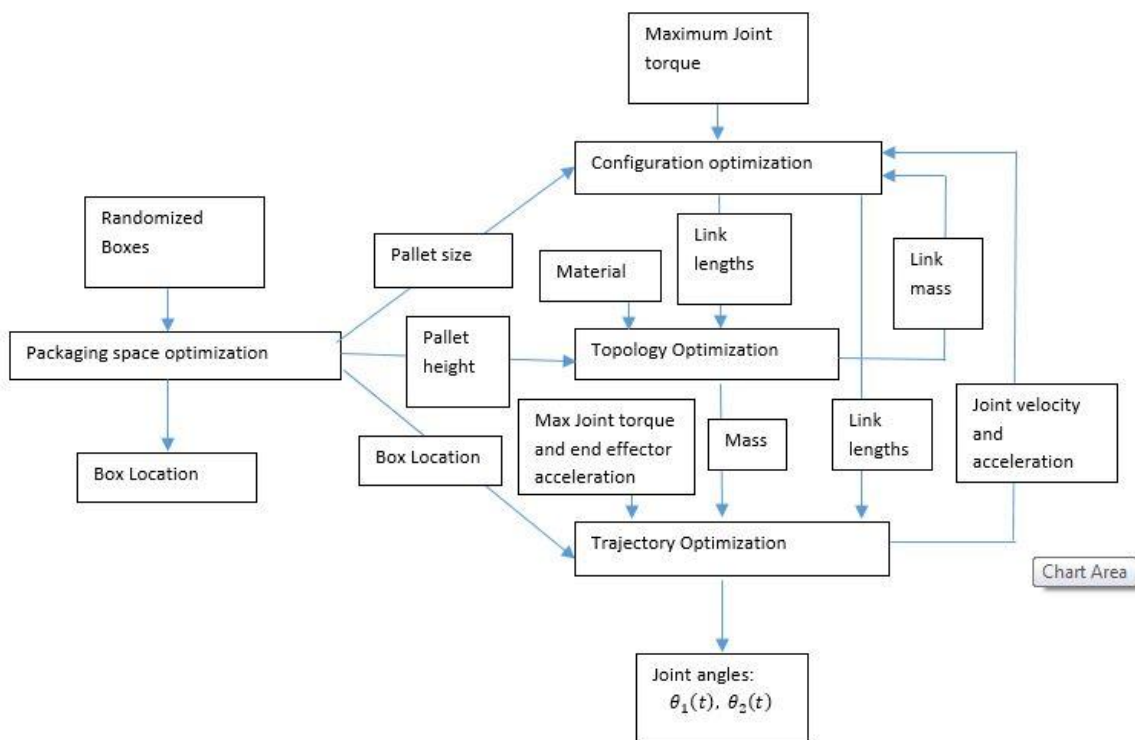 Maximum Joint
torque
Configuration optimization
Randomized
Boxes
Pallet size
Link
lengths
Material
Link
mass
Packaging space optimization
Pallet
height
Topology Optimization
Max Joint torque
and end effector
acceleration
Mass
Link
lengths
Joint velocity
and
acceleration
Box Location
Box Location
Trajectory Optimization
Chart Area
Joint angles:
θ₁(t), θ₂(t)